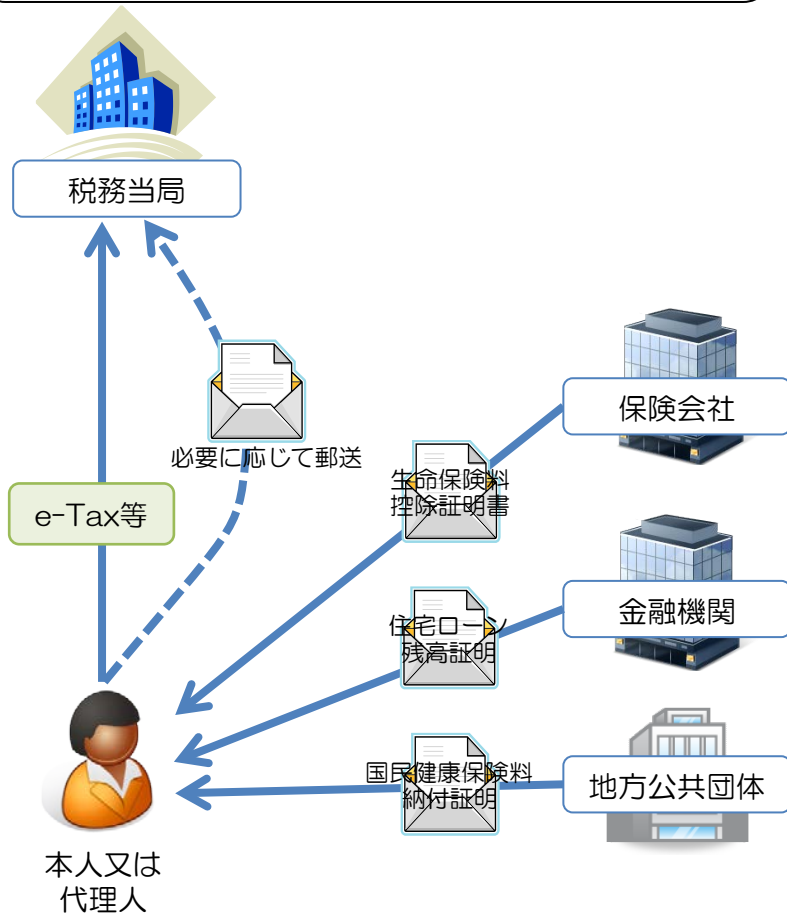 税務当局
必要に応じて郵送
e-Tax等
保険会社
生命保険料
控除証明書
金融機関
住宅ローン
残高証明
地方公共団体
国民健康保険料
納付証明
本人又は
代理人